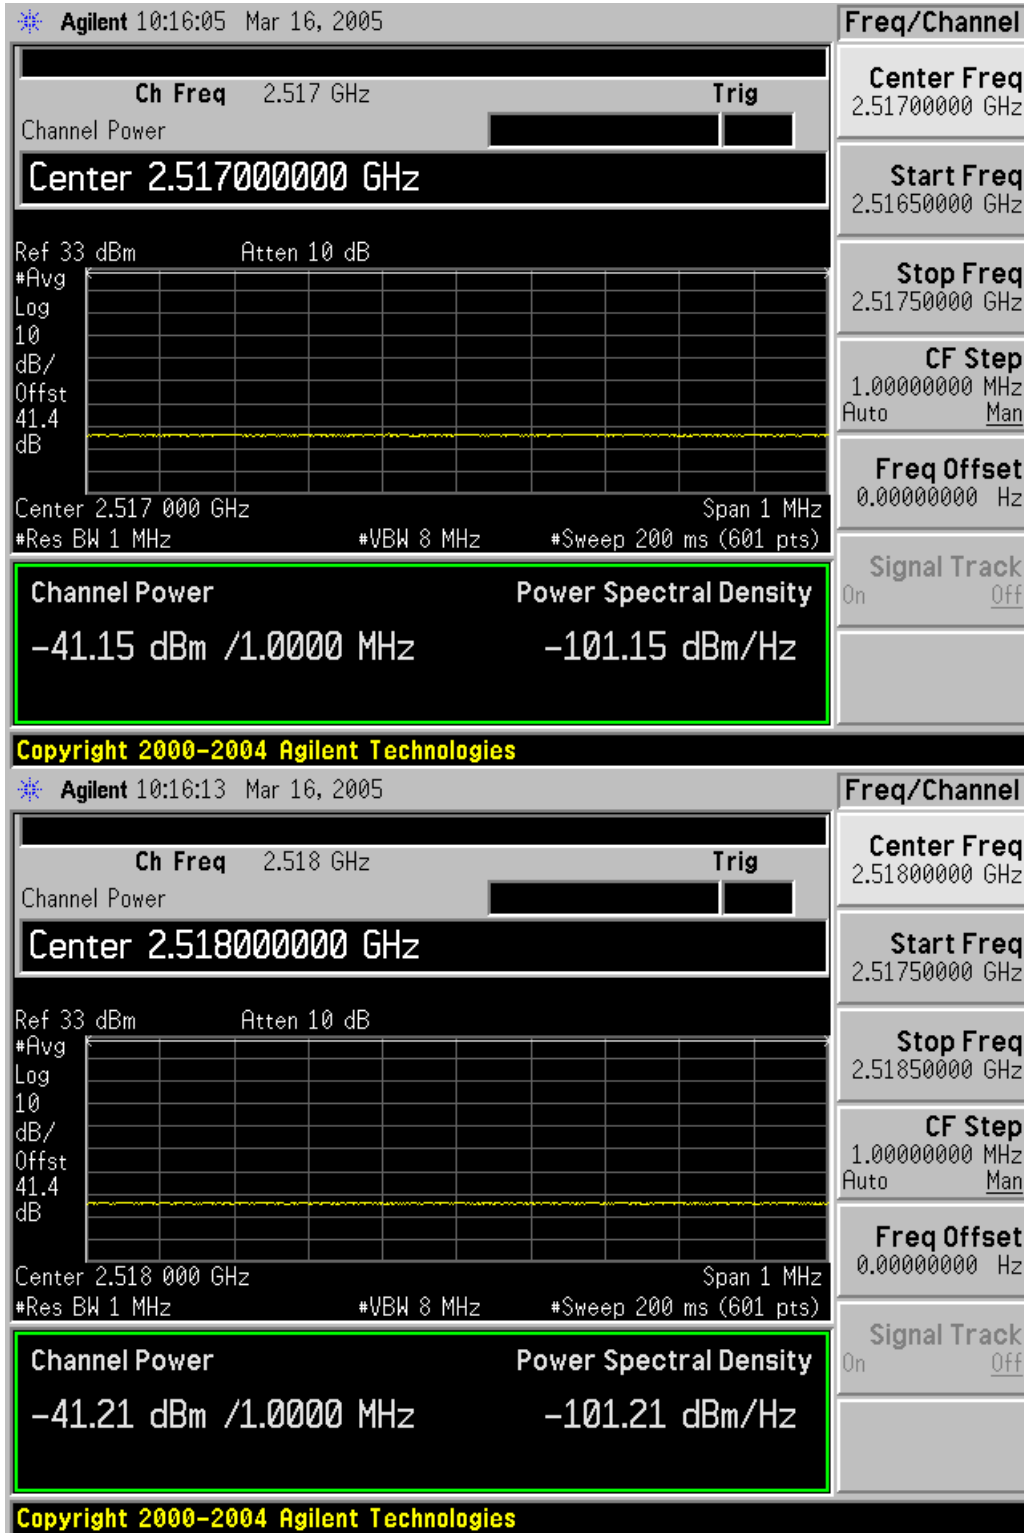 Agilent 10:16:05 Mar 16, 2005
Freq/Channel
Ch Freq 2.517 GHz Trig
Channel Power
Center 2.517000000 GHz
Ref 33 dBm Atten 10 dB
#Avg
Log
10
dB/
Offst
41.4
dB
Center 2.517 000 GHz Span 1 MHz
#Res BW 1 MHz #VBW 8 MHz #Sweep 200 ms (601 pts)
Channel Power Power Spectral Density
-41.15 dBm /1.0000 MHz -101.15 dBm/Hz
Copyright 2000-2004 Agilent Technologies
Center Freq
2.51700000 GHz
Start Freq
2.51650000 GHz
Stop Freq
2.51750000 GHz
CF Step
1.00000000 MHz
Auto Man
Freq Offset
0.00000000 Hz
Signal Track
On Off
Agilent 10:16:13 Mar 16, 2005
Freq/Channel
Ch Freq 2.518 GHz Trig
Channel Power
Center 2.518000000 GHz
Ref 33 dBm Atten 10 dB
#Avg
Log
10
dB/
Offst
41.4
dB
Center 2.518 000 GHz Span 1 MHz
#Res BW 1 MHz #VBW 8 MHz #Sweep 200 ms (601 pts)
Channel Power Power Spectral Density
-41.21 dBm /1.0000 MHz -101.21 dBm/Hz
Copyright 2000-2004 Agilent Technologies
Center Freq
2.51800000 GHz
Start Freq
2.51750000 GHz
Stop Freq
2.51850000 GHz
CF Step
1.00000000 MHz
Auto Man
Freq Offset
0.00000000 Hz
Signal Track
On Off